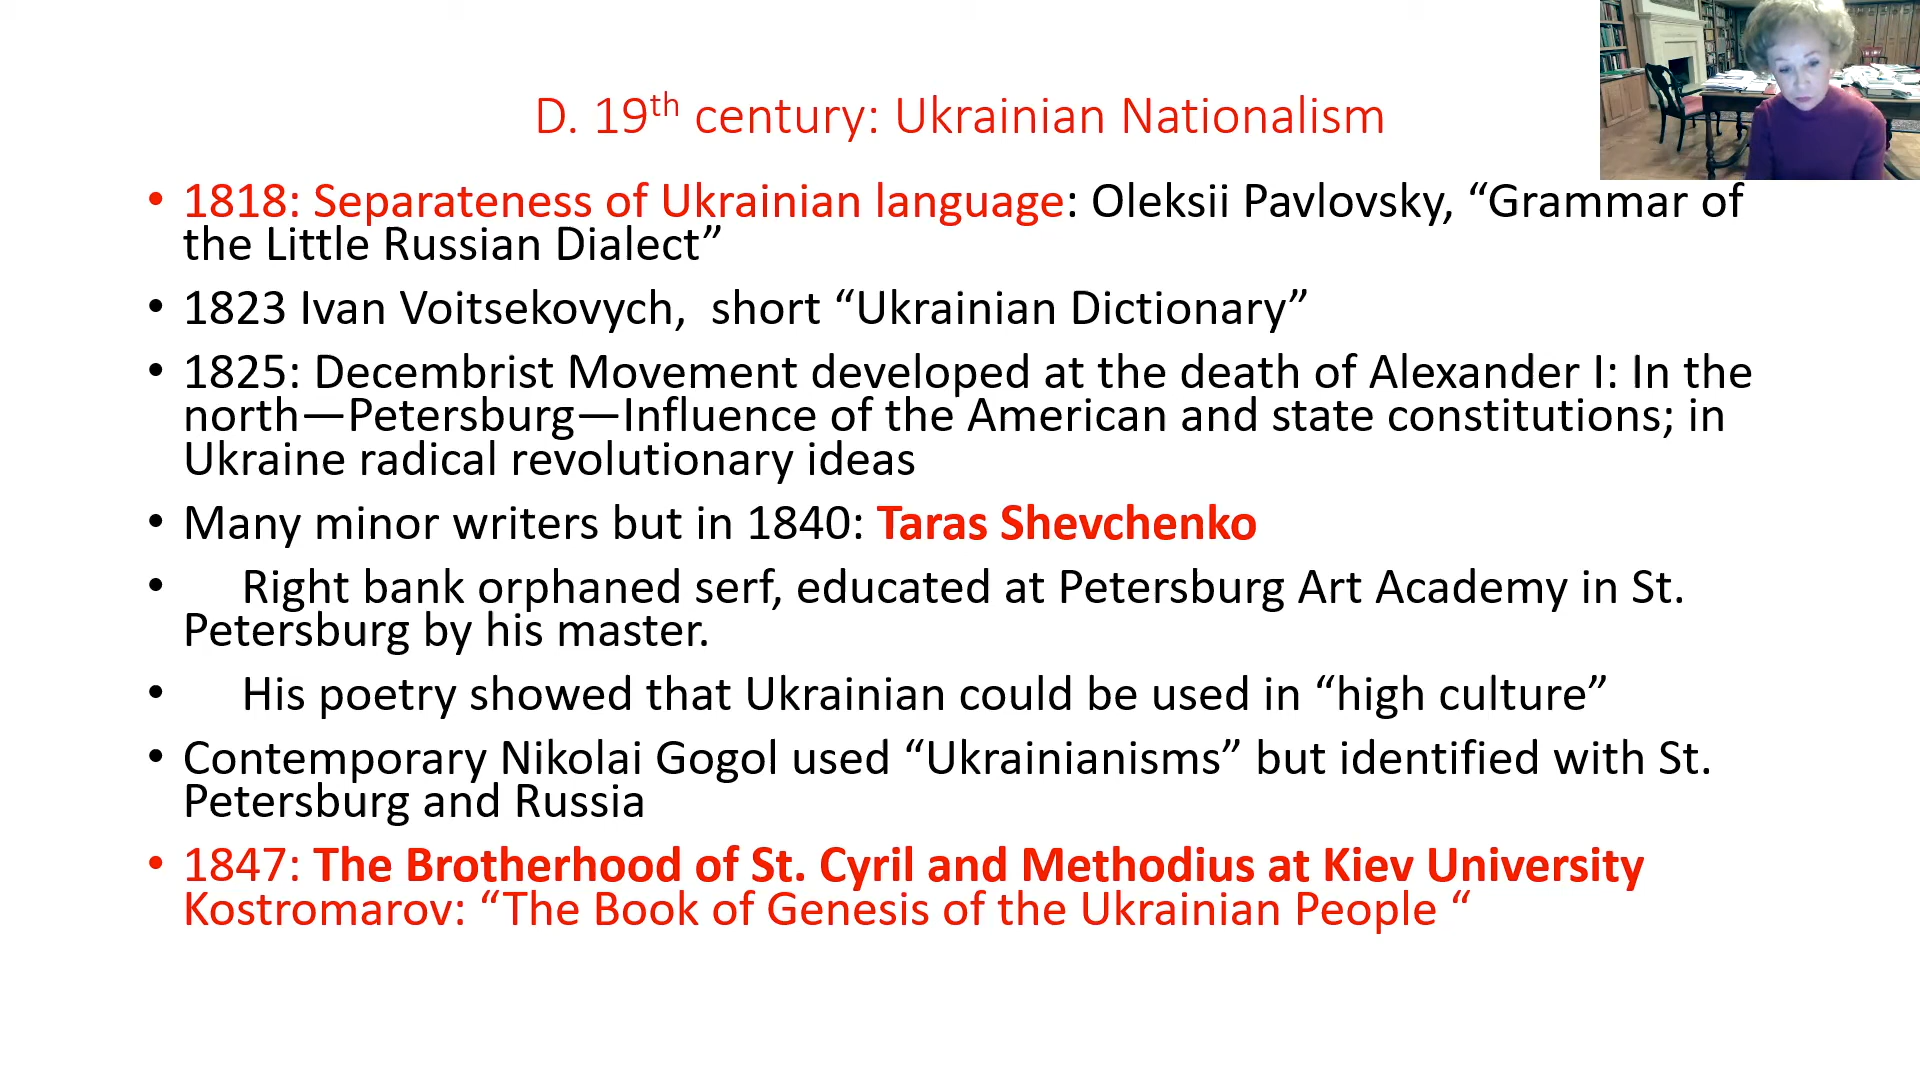 D. 19th century: Ukrainian Nationalism
• 1818: Separateness of Ukrainian language: Oleksii Pavlovsky, “Grammar of
the Little Russian Dialect”
• 1823 Ivan Voitsekovych,  short “Ukrainian Dictionary”
• 1825: Decembrist Movement developed at the death of Alexander I: In the
north—Petersburg—Influence of the American and state constitutions; in
Ukraine radical revolutionary ideas
• Many minor writers but in 1840: Taras Shevchenko
• Right bank orphaned serf, educated at Petersburg Art Academy in St.
Petersburg by his master.
• His poetry showed that Ukrainian could be used in “high culture”
• Contemporary Nikolai Gogol used “Ukrainianisms” but identified with St.
Petersburg and Russia
• 1847: The Brotherhood of St. Cyril and Methodius at Kiev University
Kostromarov: “The Book of Genesis of the Ukrainian People “